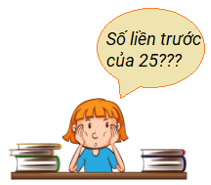 Số liền trước
của 25???